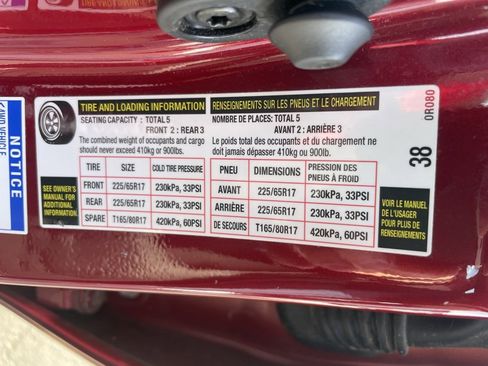 TIRE AND LOADING INFORMATION
SEATING CAPACITY : TOTAL 5
FRONT 2 : REAR 3
The combined weight of occupants and cargo
should never exceed 410kg or 900lbs.
TIRE SIZE COLD TIRE PRESSURE
FRONT 225/65R17 230kPa, 33PSI
REAR 225/65R17 230kPa, 33PSI
SPARE T165/80R17 420kPa, 60PSI
SEE OWNER'S
MANUAL FOR
ADDITIONAL
INFORMATION
RENSEIGNEMENTS SUR LES PNEUS ET LE CHARGEMENT
NOMBRE DE PLACES: TOTAL 5
AVANT 2 : ARRIÈRE 3
Le poids total des occupants et du chargement ne
doit jamais dépasser 410kg or 900lbs.
PNEU DIMENSIONS PRESSION DES
PNEUS À FROID
AVANT 225/65R17 230kPa, 33PSI
ARRIÈRE 225/65R17 230kPa, 33PSI
DE SECOURS T165/80R17 420kPa, 60PSI
VOIR LE MANUEL
DE L'USAGER
POUR PLUS DE
RENSEIGNEMENTS
38
0R080
NOTICE
VEHICLE